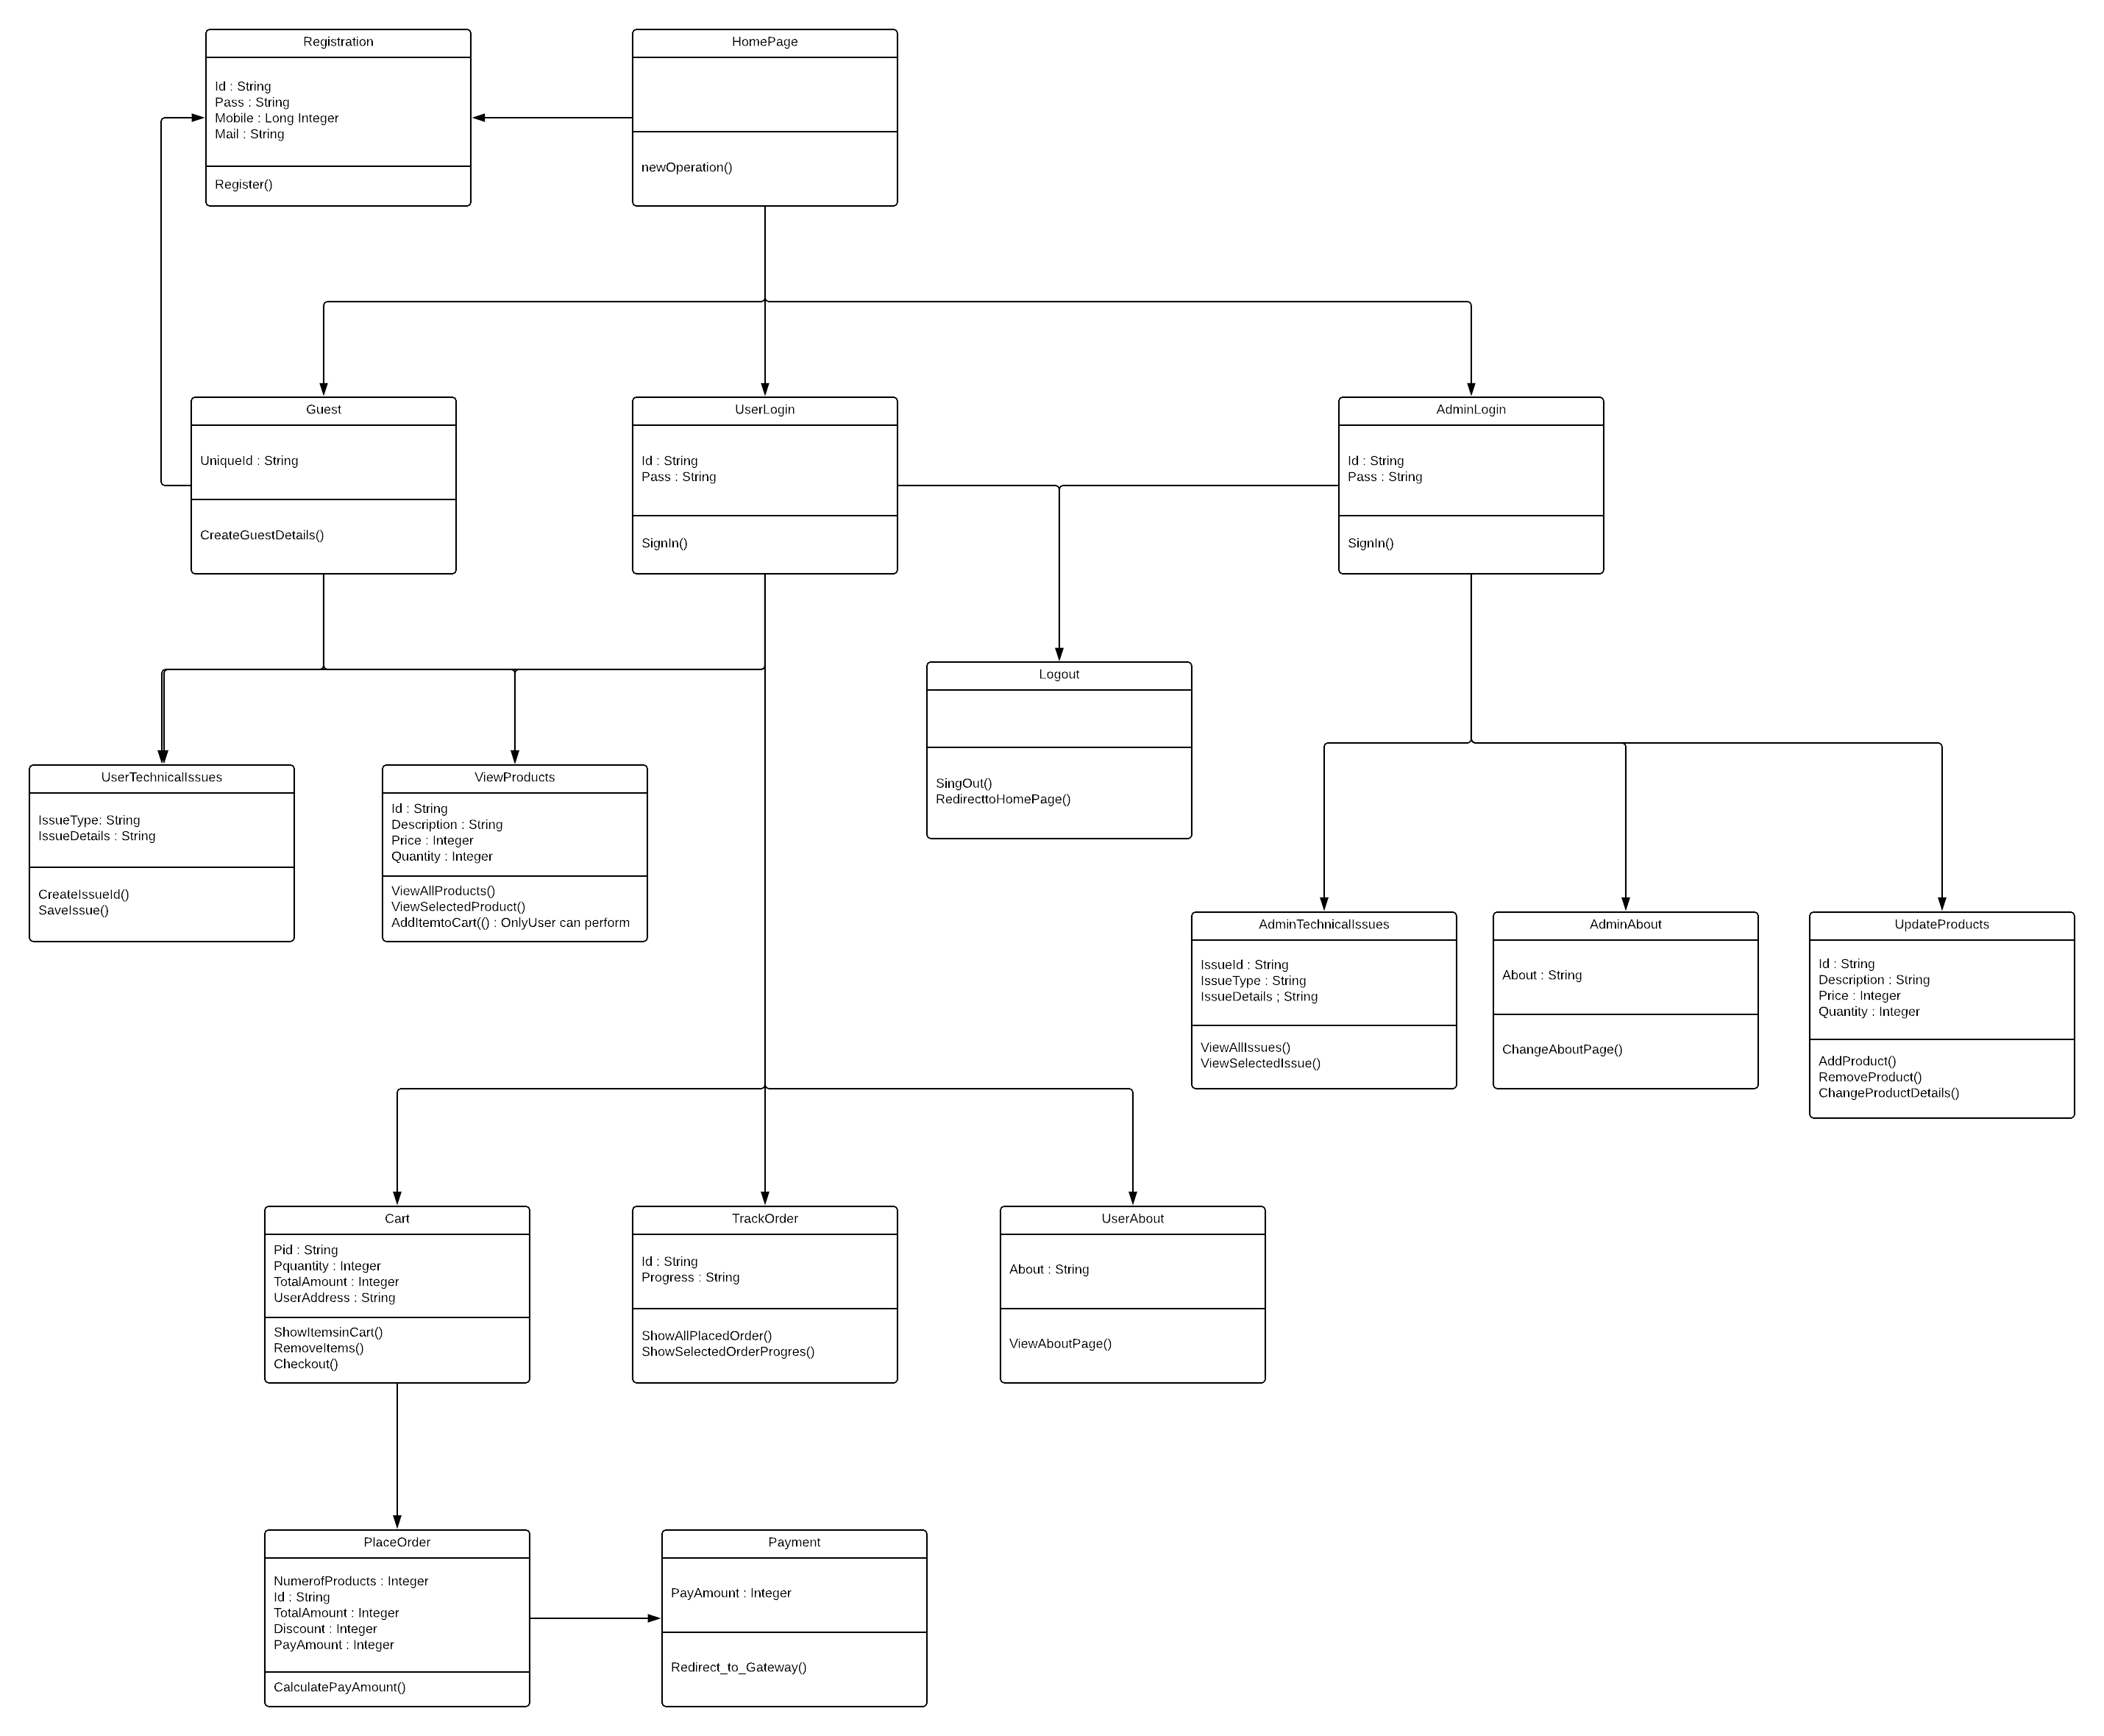 Registration
Id : String
Pass : String
Mobile : Long Integer
Mail : String
Register()
HomePage
newOperation()
Guest
UniqueId : String
CreateGuestDetails()
UserLogin
Id : String
Pass : String
SignIn()
AdminLogin
Id : String
Pass : String
SignIn()
Logout
SingOut()
RedirecttoHomePage()
UserTechnicalIssues
IssueType: String
IssueDetails : String
CreateIssueId()
SaveIssue()
ViewProducts
Id : String
Description : String
Price : Integer
Quantity : Integer
ViewAllProducts()
ViewSelectedProduct()
AddItemtoCart(() : OnlyUser can perform
AdminTechnicalIssues
IssueId : String
IssueType : String
IssueDetails ; String
ViewAllIssues()
ViewSelectedIssue()
AdminAbout
About : String
ChangeAboutPage()
UpdateProducts
Id : String
Description : String
Price : Integer
Quantity : Integer
AddProduct()
RemoveProduct()
ChangeProductDetails()
Cart
Pid : String
Pquantity : Integer
TotalAmount : Integer
UserAddress : String
ShowItemsinCart()
RemoveItems()
Checkout()
TrackOrder
Id : String
Progress : String
ShowAllPlacedOrder()
ShowSelectedOrderProgres()
UserAbout
About : String
ViewAboutPage()
PlaceOrder
NumerofProducts : Integer
Id : String
TotalAmount : Integer
Discount : Integer
PayAmount : Integer
CalculatePayAmount()
Payment
PayAmount : Integer
Redirect_to_Gateway()